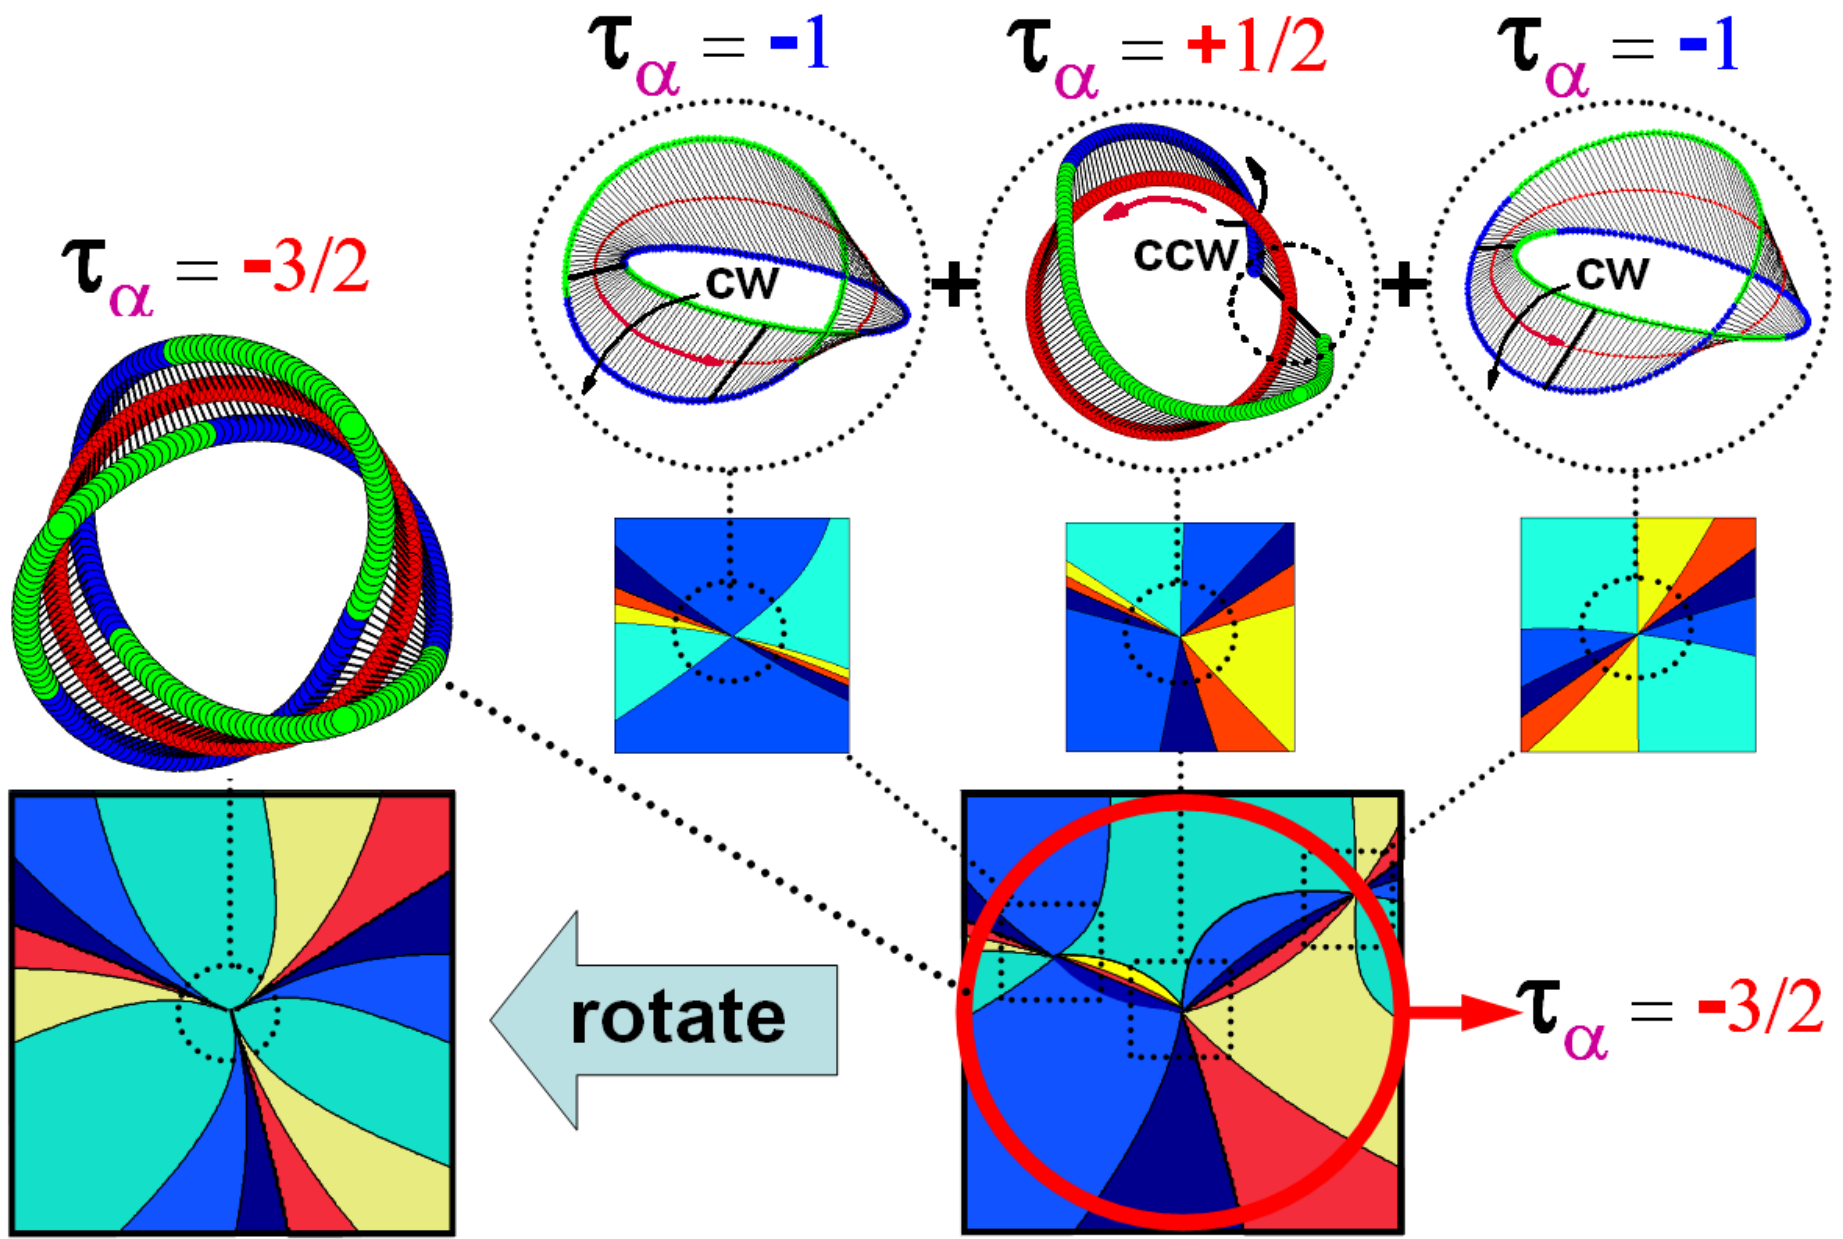 τα = -1
τα = +1/2
τα = -1
τα = -3/2
CW
+
CCW
+
CW
rotate
τα = -3/2